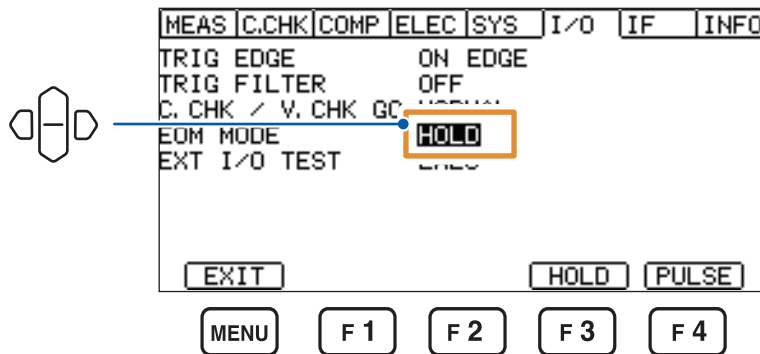 MEAS C.CHK COMP ELEC SYS I/O IF INFO
TRIG EDGE ON EDGE
TRIG FILTER OFF
C. CHK / V. CHK GC
EOM MODE HOLD
EXT I/O TEST
EXIT HOLD PULSE
MENU F 1 F 2 F 3 F 4